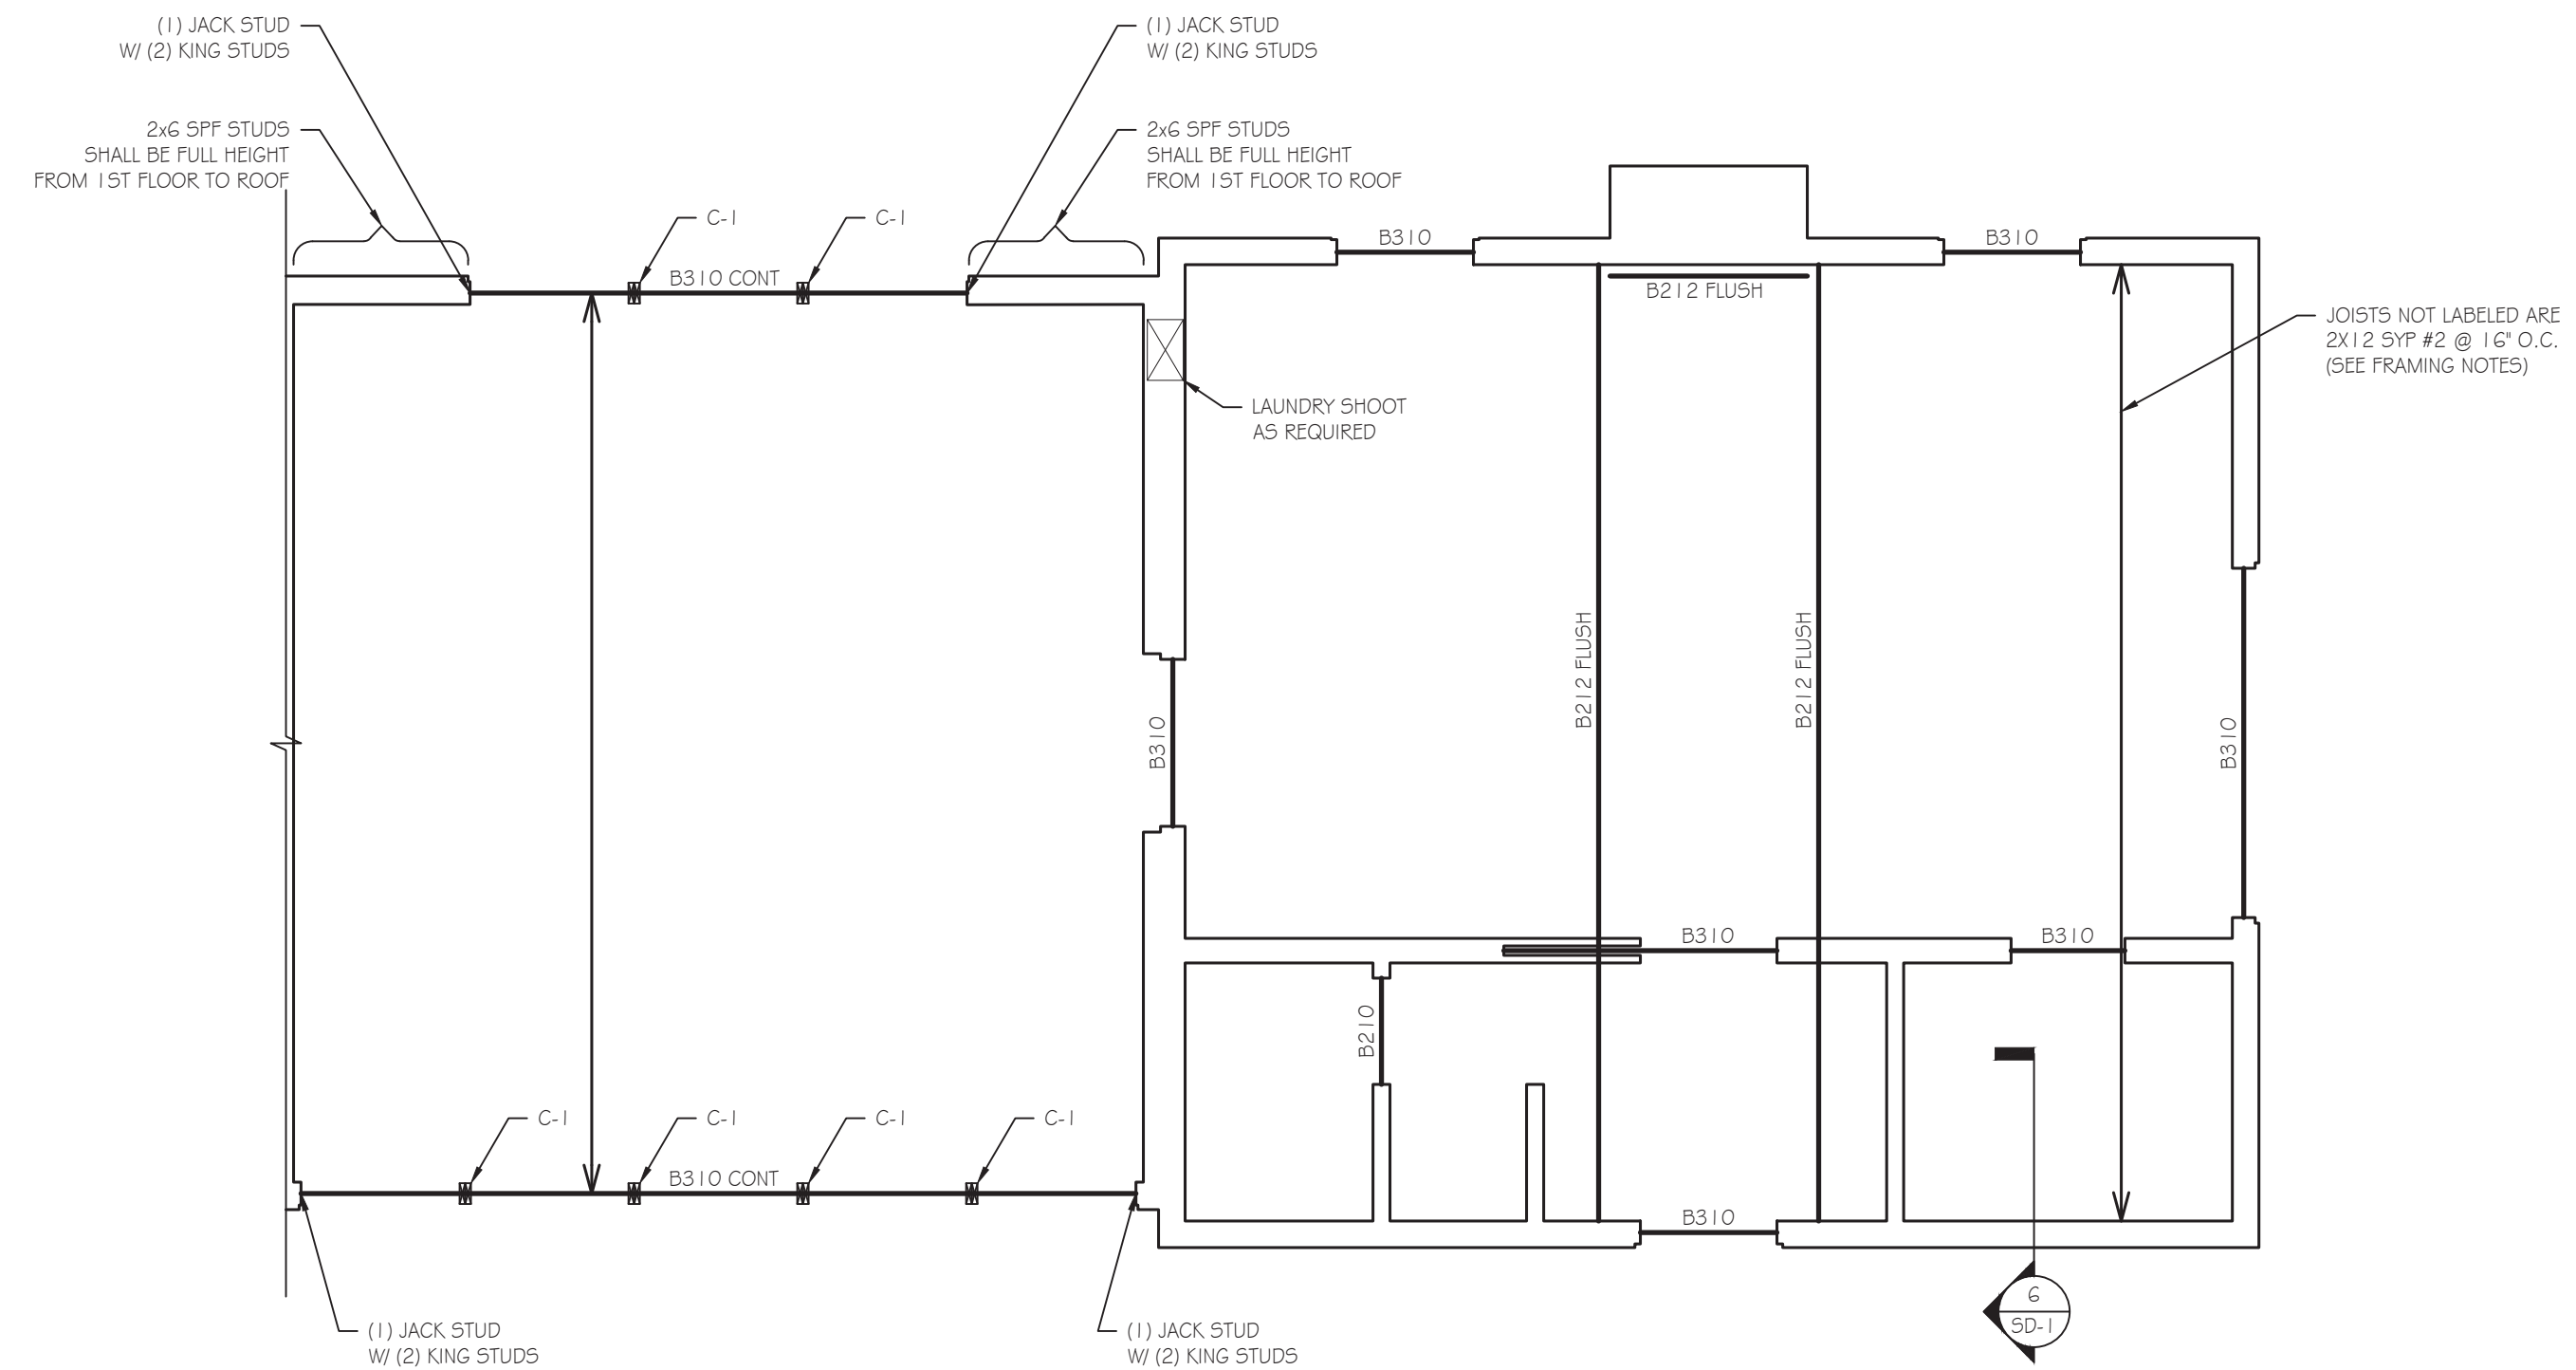 (1) JACK STUD
W/ (2) KING STUDS
(1) JACK STUD
W/ (2) KING STUDS
2x6 SPF STUDS
SHALL BE FULL HEIGHT
FROM 1ST FLOOR TO ROOF
2x6 SPF STUDS
SHALL BE FULL HEIGHT
FROM 1ST FLOOR TO ROOF
C-1
C-1
B310
B310
B310 CONT
B212 FLUSH
JOISTS NOT LABELED ARE
2X12 SYP #2 @ 16" O.C.
(SEE FRAMING NOTES)
LAUNDRY SHOOT
AS REQUIRED
B212 FLUSH
B212 FLUSH
B310
B310
B310
B310
B210
C-1
C-1
C-1
C-1
B310 CONT
B310
6
SD-1
(1) JACK STUD
W/ (2) KING STUDS
(1) JACK STUD
W/ (2) KING STUDS